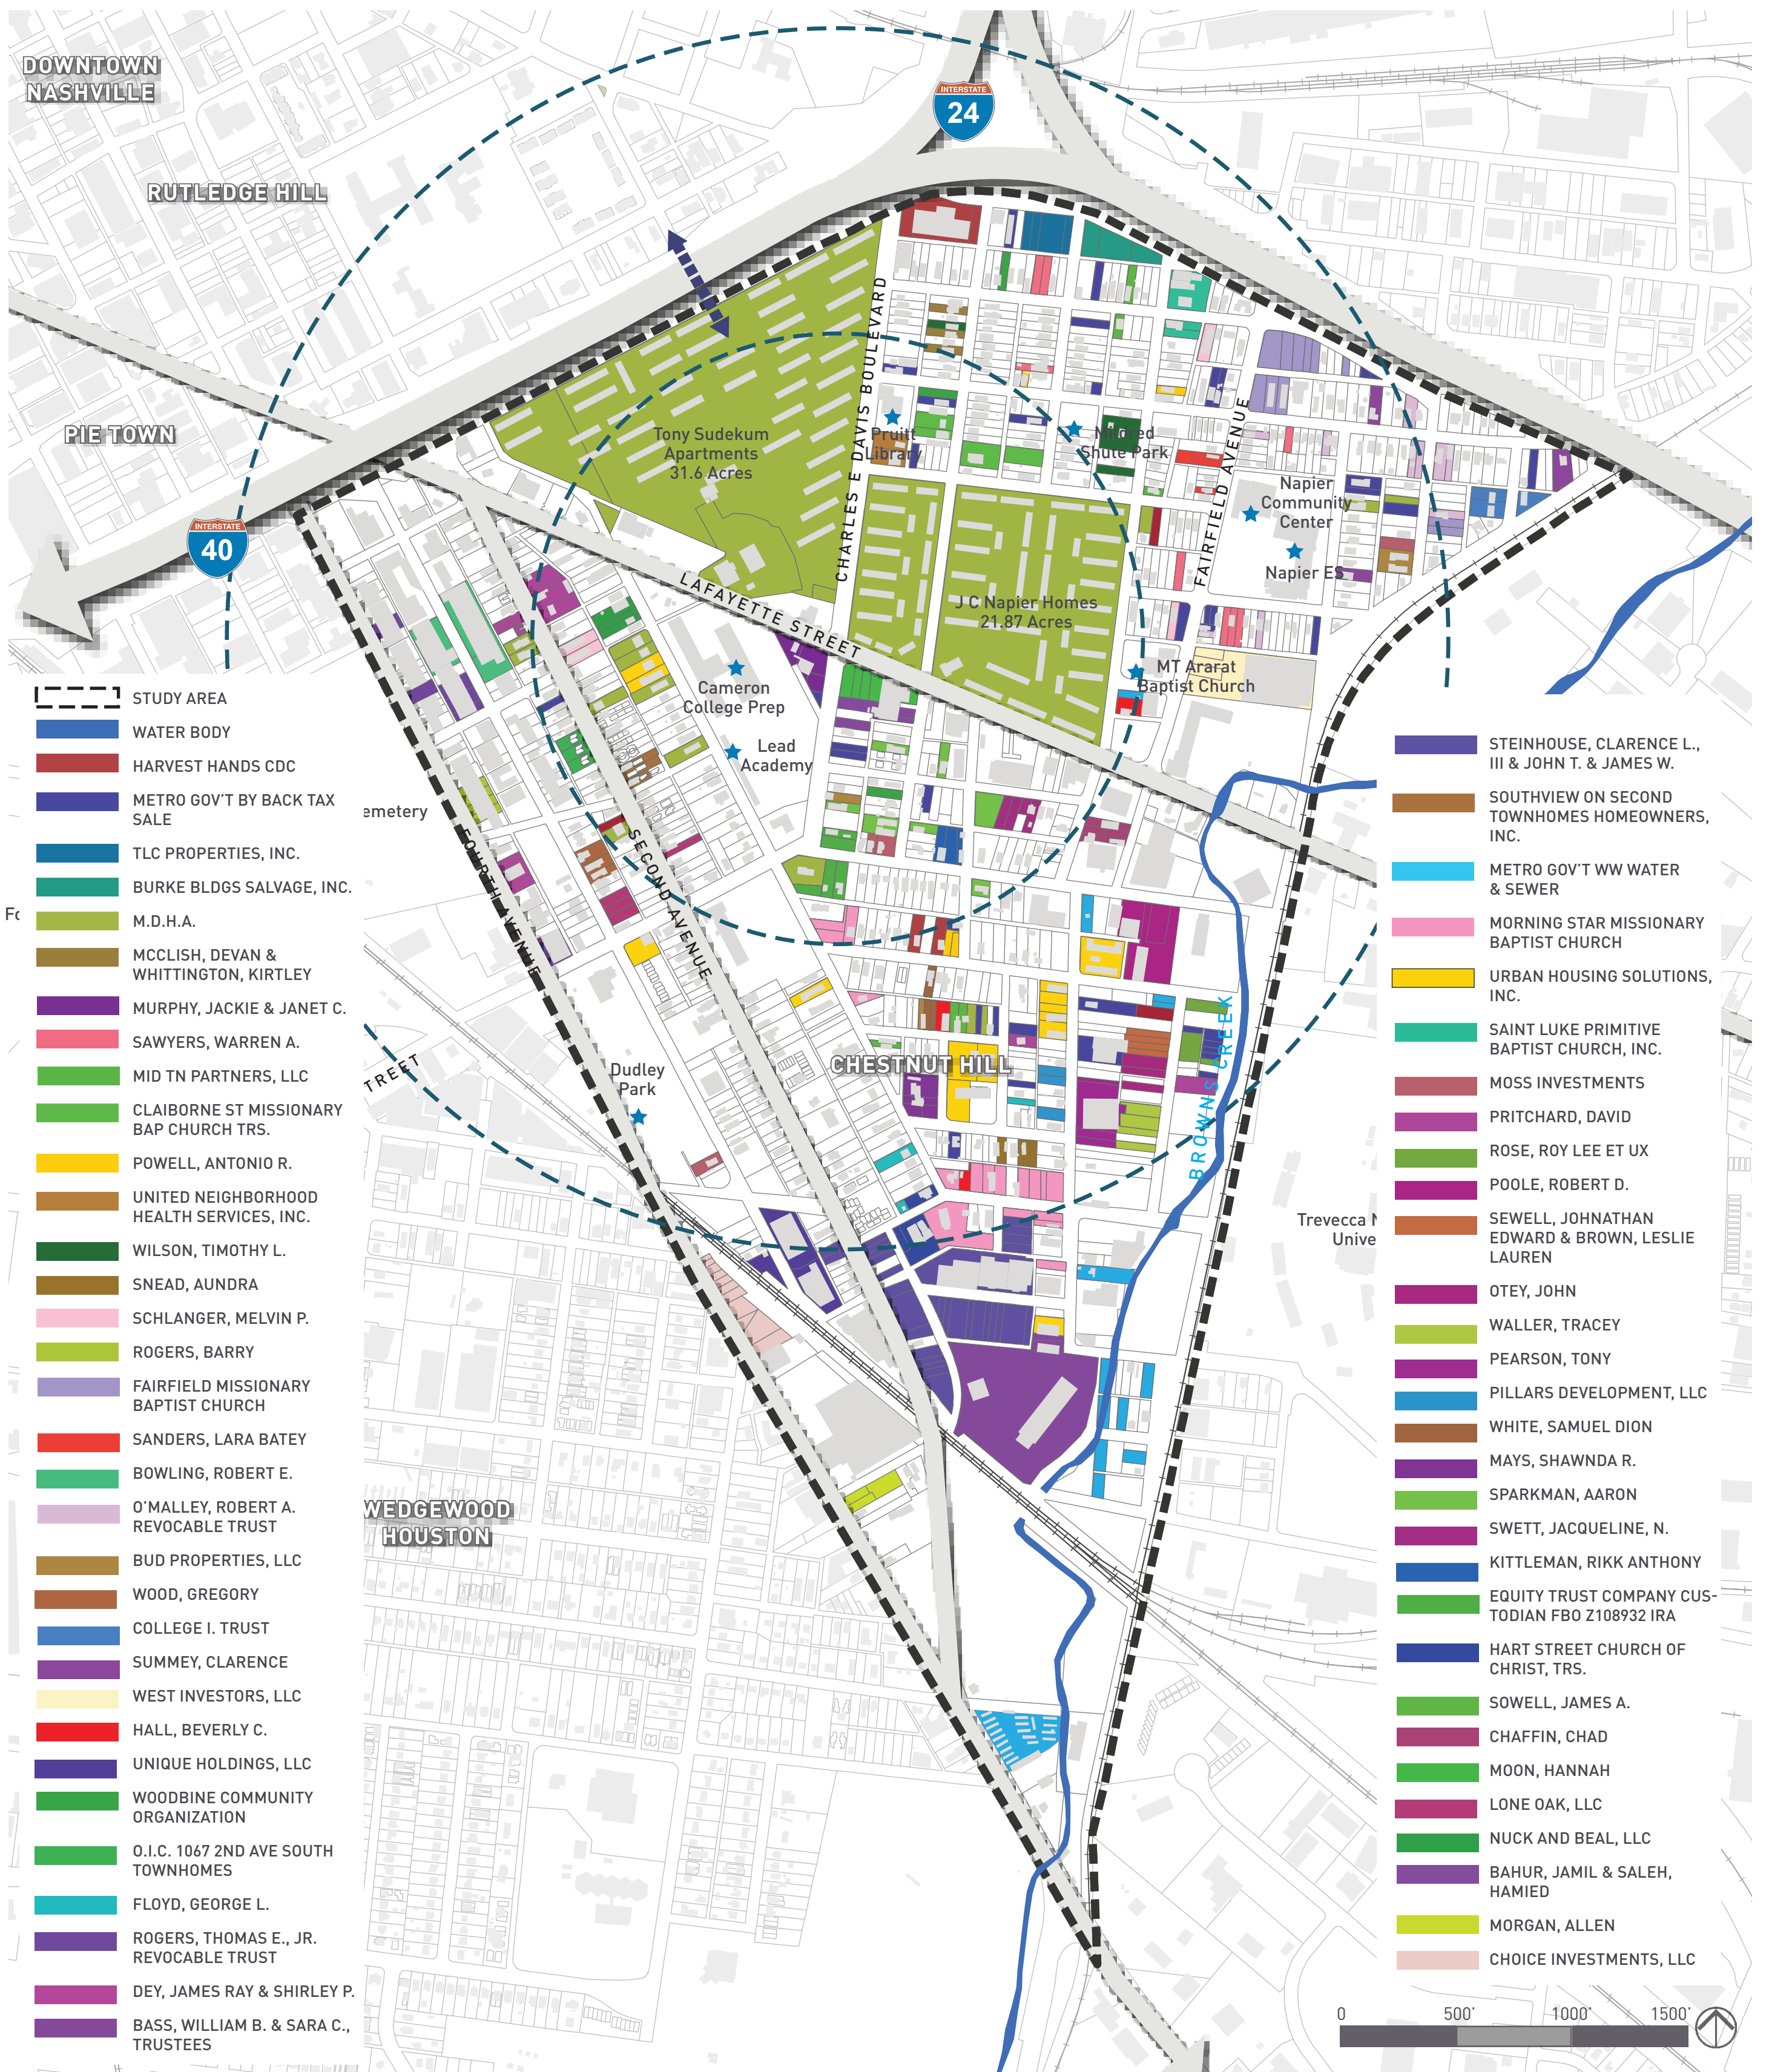 DOWNTOWN
NASHVILLE
RUTLEDGE HILL
PIE TOWN
INTERSTATE
24
INTERSTATE
40
Tony Sudekum
Apartments
31.6 Acres
CHARLES E DAVIS BOULEVARD
Pruitt
Library
Mildred
Shute Park
FAIRFIELD AVENUE
Napier
Community
Center
Napier ES
J C Napier Homes
21.87 Acres
LAFAYETTE STREET
MT Ararat
Baptist Church
Cameron
College Prep
Lead
Academy
emetery
FOURTH AVENUE
SECOND AVENUE
Fo
TREET
Dudley
Park
CHESTNUT HILL
BROWNS CREEK
Trevecca N
Unive
WEDGEWOOD
HOUSTON
STUDY AREA
WATER BODY
HARVEST HANDS CDC
METRO GOV'T BY BACK TAX
SALE
TLC PROPERTIES, INC.
BURKE BLDGS SALVAGE, INC.
M.D.H.A.
MCCLISH, DEVAN &
WHITTINGTON, KIRTLEY
MURPHY, JACKIE & JANET C.
SAWYERS, WARREN A.
MID TN PARTNERS, LLC
CLAIBORNE ST MISSIONARY
BAP CHURCH TRS.
POWELL, ANTONIO R.
UNITED NEIGHBORHOOD
HEALTH SERVICES, INC.
WILSON, TIMOTHY L.
SNEAD, AUNDRA
SCHLANGER, MELVIN P.
ROGERS, BARRY
FAIRFIELD MISSIONARY
BAPTIST CHURCH
SANDERS, LARA BATEY
BOWLING, ROBERT E.
O'MALLEY, ROBERT A.
REVOCABLE TRUST
BUD PROPERTIES, LLC
WOOD, GREGORY
COLLEGE I. TRUST
SUMMEY, CLARENCE
WEST INVESTORS, LLC
HALL, BEVERLY C.
UNIQUE HOLDINGS, LLC
WOODBINE COMMUNITY
ORGANIZATION
O.I.C. 1067 2ND AVE SOUTH
TOWNHOMES
FLOYD, GEORGE L.
ROGERS, THOMAS E., JR.
REVOCABLE TRUST
DEY, JAMES RAY & SHIRLEY P.
BASS, WILLIAM B. & SARA C.,
TRUSTEES
STEINHOUSE, CLARENCE L.,
III & JOHN T. & JAMES W.
SOUTHVIEW ON SECOND
TOWNHOMES HOMEOWNERS,
INC.
METRO GOV'T WW WATER
& SEWER
MORNING STAR MISSIONARY
BAPTIST CHURCH
URBAN HOUSING SOLUTIONS,
INC.
SAINT LUKE PRIMITIVE
BAPTIST CHURCH, INC.
MOSS INVESTMENTS
PRITCHARD, DAVID
ROSE, ROY LEE ET UX
POOLE, ROBERT D.
SEWELL, JOHNATHAN
EDWARD & BROWN, LESLIE
LAUREN
OTEY, JOHN
WALLER, TRACEY
PEARSON, TONY
PILLARS DEVELOPMENT, LLC
WHITE, SAMUEL DION
MAYS, SHAWNDA R.
SPARKMAN, AARON
SWETT, JACQUELINE, N.
KITTLEMAN, RIKK ANTHONY
EQUITY TRUST COMPANY CUS-
TODIAN FBO Z108932 IRA
HART STREET CHURCH OF
CHRIST, TRS.
SOWELL, JAMES A.
CHAFFIN, CHAD
MOON, HANNAH
LONE OAK, LLC
NUCK AND BEAL, LLC
BAHUR, JAMIL & SALEH,
HAMIED
MORGAN, ALLEN
CHOICE INVESTMENTS, LLC
0 500' 1000' 1500'